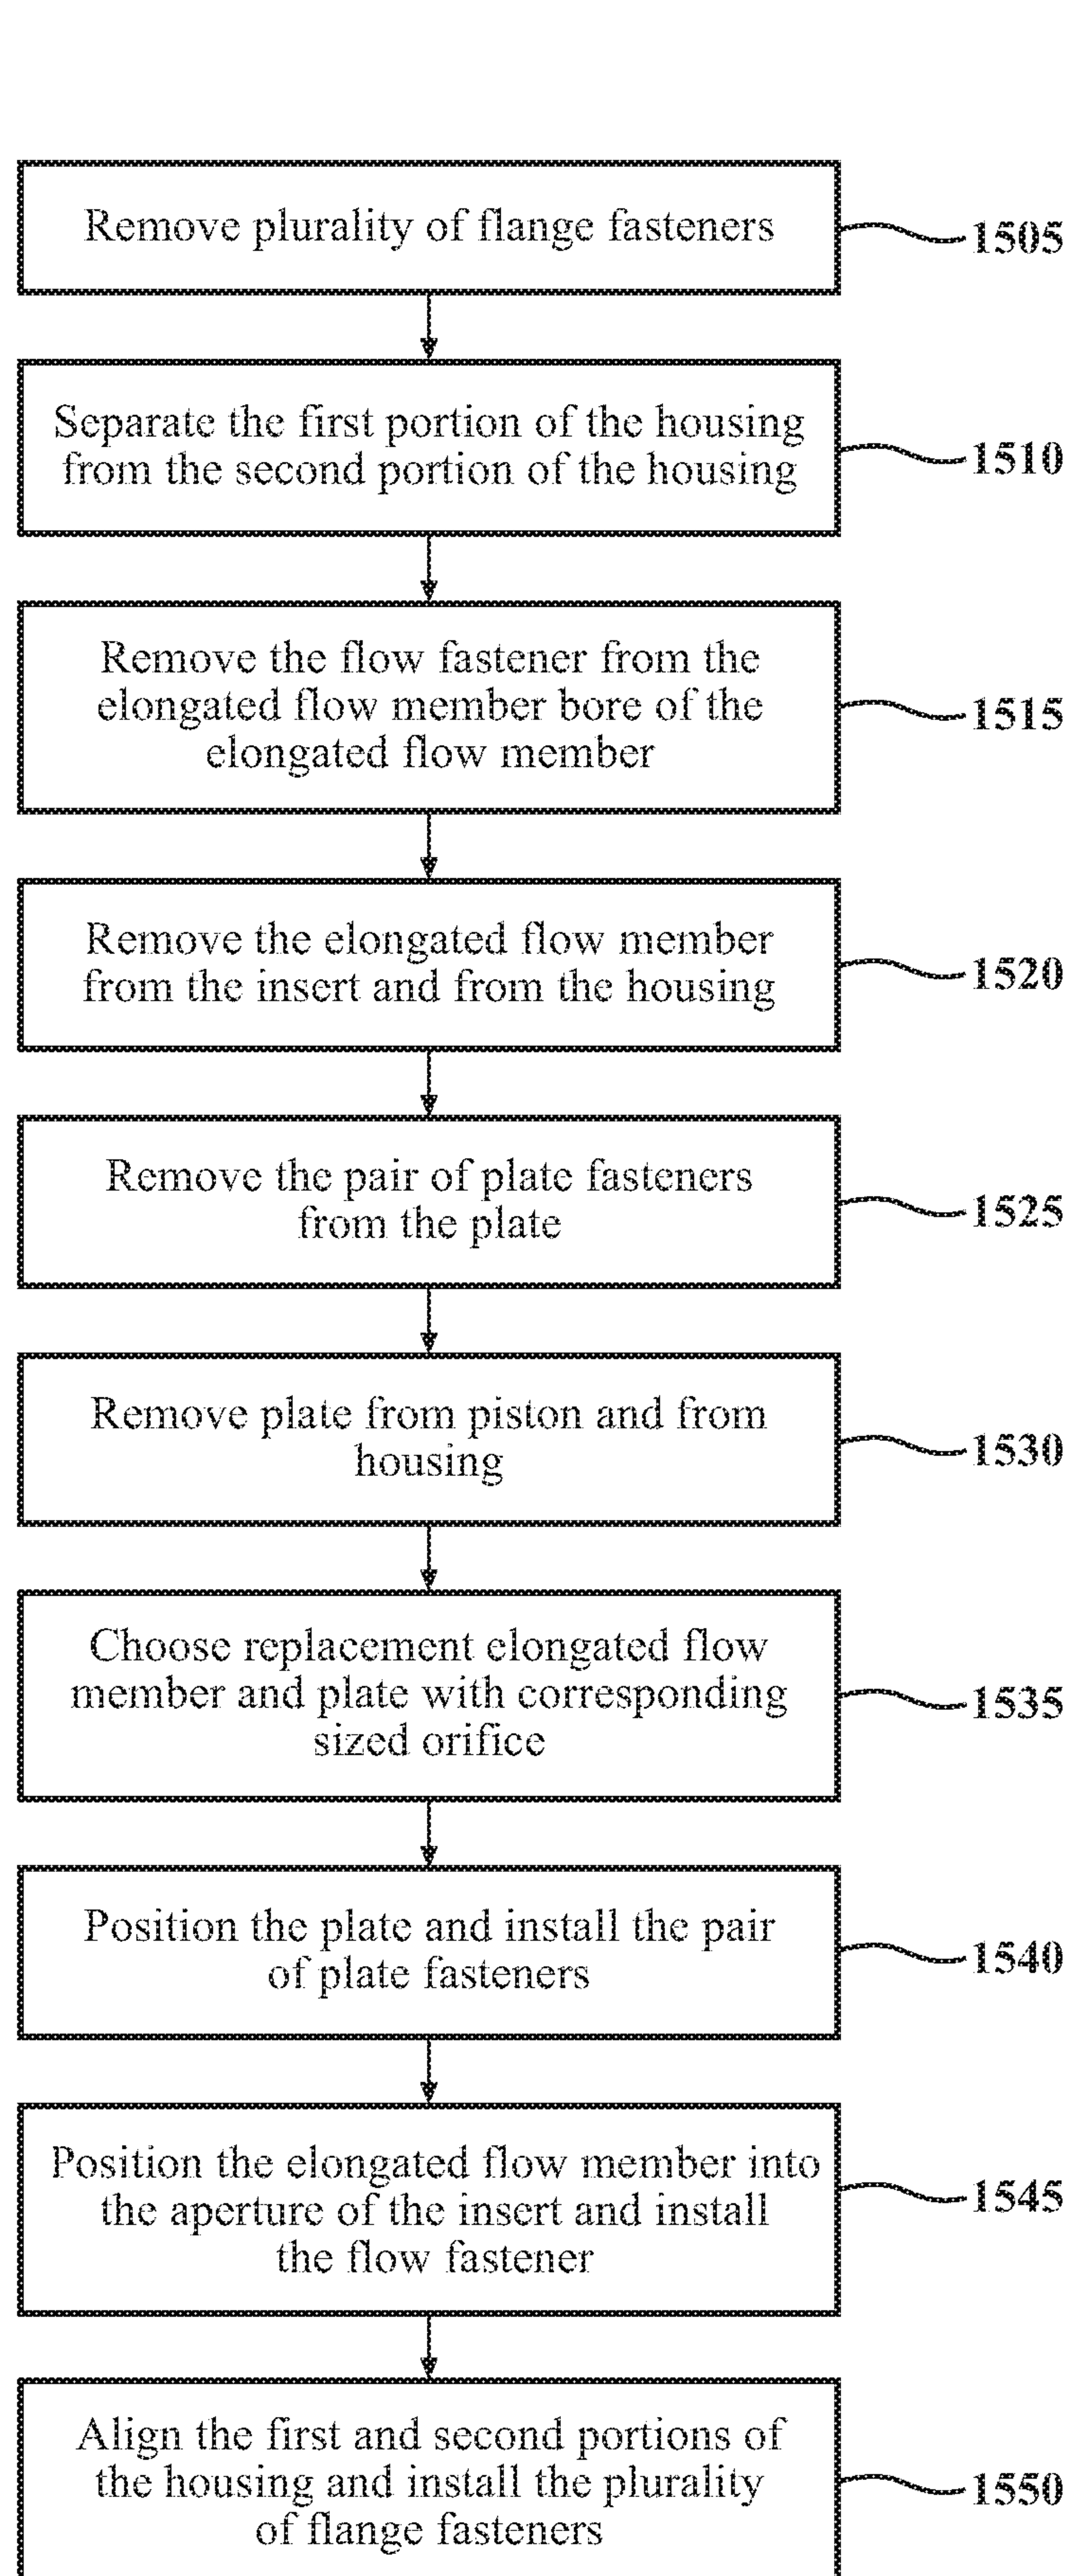 Remove plurality of flange fasteners
1505
Separate the first portion of the housing
from the second portion of the housing
1510
Remove the flow fastener from the
elongated flow member bore of the
elongated flow member
1515
Remove the elongated flow member
from the insert and from the housing
1520
Remove the pair of plate fasteners
from the plate
1525
Remove plate from piston and from
housing
1530
Choose replacement elongated flow
member and plate with corresponding
sized orifice
1535
Position the plate and install the pair
of plate fasteners
1540
Position the elongated flow member into
the aperture of the insert and install
the flow fastener
1545
Align the first and second portions of
the housing and install the plurality
of flange fasteners
1550